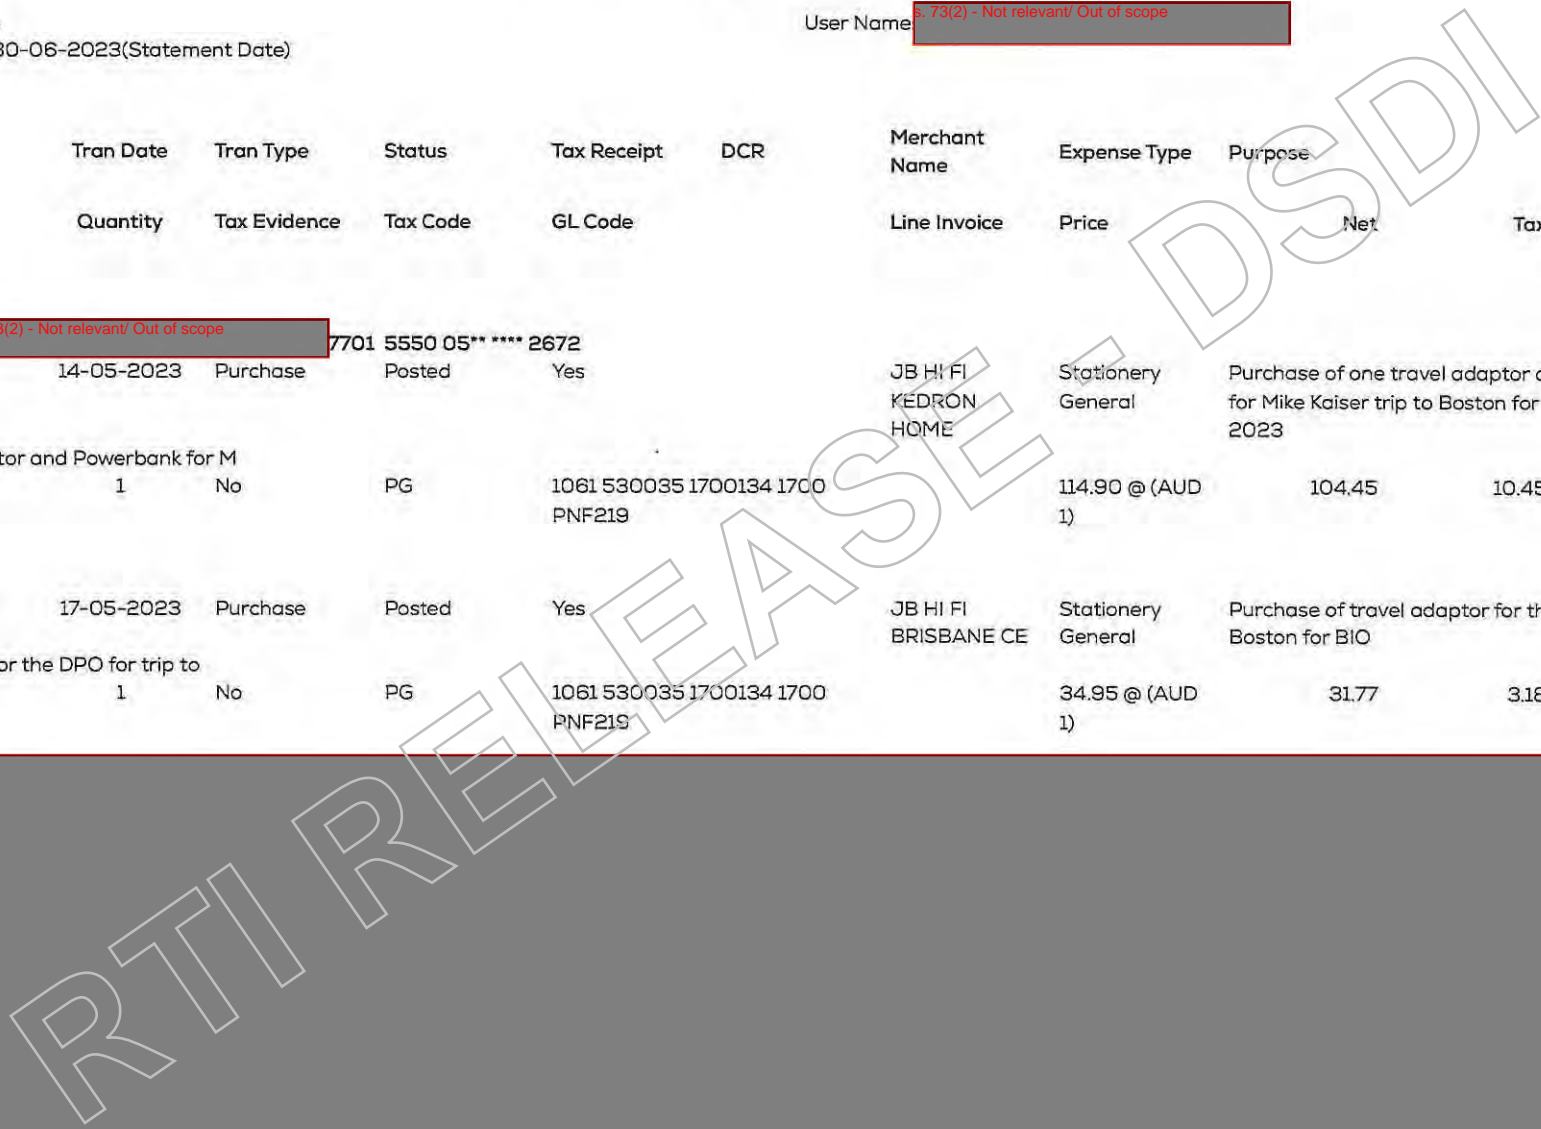 User Name s. 73(2) - Not relevant/ Out of scope
30-06-2023(Statement Date)
Tran Date Tran Type Status Tax Receipt DCR Merchant Name Expense Type Purpose
Quantity Tax Evidence Tax Code GL Code Line Invoice Price Net Tax
3(2) - Not relevant/ Out of scope
7701 5550 05** **** 2672
14-05-2023 Purchase Posted Yes JB HI FI Stationery Purchase of one travel adaptor
KEDRON General for Mike Kaiser trip to Boston for
HOME 2023
tor and Powerbank for M
1 No PG 1061 530035 1700134 1700 114.90 @ (AUD 104.45 10.45
PNF219 1)
17-05-2023 Purchase Posted Yes JB HI FI Stationery Purchase of travel adaptor for th
BRISBANE CE General Boston for BIO
or the DPO for trip to
1 No PG 1061 530035 1700134 1700 34.95 @ (AUD 31.77 3.18
PNF219 1)
RTI RELEASE - DSDI